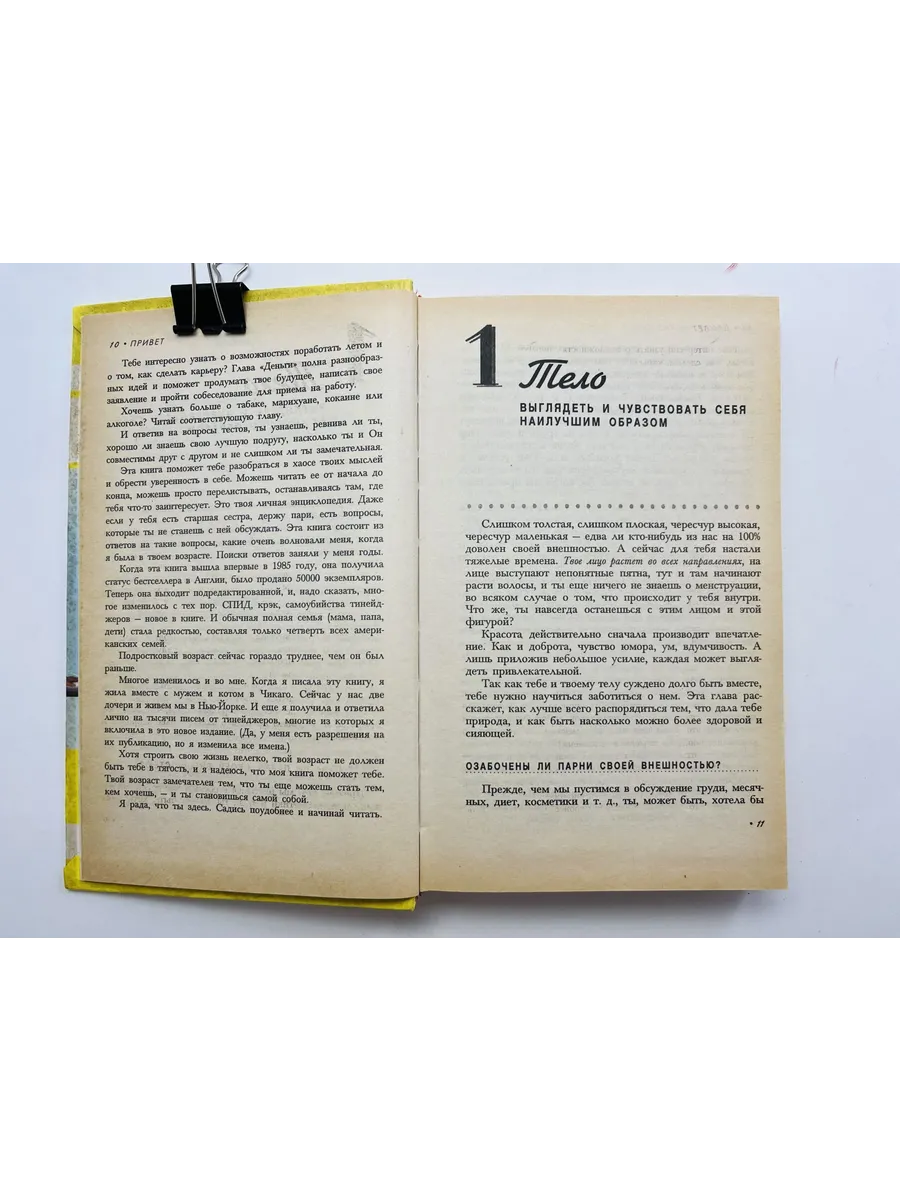 10 • ПРИВЕТ
Тебе интересно узнать о возможностях поработать летом и
о том, как сделать карьеру? Глава «Деньги» полна разнообраз-
ных идей и поможет продумать твое будущее, написать свое
заявление и пройти собеседование для приема на работу.
Хочешь узнать больше о табаке, марихуане, кокаине или
алкоголе? Читай соответствующую главу.
И ответив на вопросы тестов, ты узнаешь, ревнива ли ты,
хорошо ли знаешь свою лучшую подругу, насколько ты и Он
совместимы друг с другом и не слишком ли ты замечательная.
Эта книга поможет тебе разобраться в хаосе твоих мыслей
и обрести уверенность в себе. Можешь читать ее от начала до
конца, можешь просто перелистывать, останавливаясь там, где
тебя что-то заинтересует. Это твоя личная энциклопедия. Даже
если у тебя есть старшая сестра, держу пари, есть вопросы,
которые ты не станешь с ней обсуждать. Эта книга состоит из
ответов на такие вопросы, какие очень волновали меня, когда
я была в твоем возрасте. Поиски ответов заняли у меня годы.
Когда эта книга вышла впервые в 1985 году, она получила
статус бестселлера в Англии, было продано 50000 экземпляров.
Теперь она выходит подредактированной, и, надо сказать, мно-
гое изменилось с тех пор. СПИД, крэк, самоубийства тинейд-
жеров – новое в книге. И обычная полная семья (мама, папа,
дети) стала редкостью, составляя только четверть всех амери-
канских семей.
Подростковый возраст сейчас гораздо труднее, чем он был
раньше.
Многое изменилось и во мне. Когда я писала эту книгу, я
жила вместе с мужем и котом в Чикаго. Сейчас у нас две
дочери и живем мы в Нью-Йорке. И еще я получила и ответила
лично на тысячи писем от тинейджеров, многие из которых я
включила в это новое издание. (Да, у меня есть разрешения на
их публикацию, но я изменила все имена.)
Хотя строить свою жизнь нелегко, твой возраст не должен
быть тебе в тягость, и я надеюсь, что моя книга поможет тебе.
Твой возраст замечателен тем, что ты еще можешь стать тем,
кем хочешь, – и ты становишься самой собой.
Я рада, что ты здесь. Садись поудобнее и начинай читать.
1 Тело
ВЫГЛЯДЕТЬ И ЧУВСТВОВАТЬ СЕБЯ
НАИЛУЧШИМ ОБРАЗОМ
Слишком толстая, слишком плоская, чересчур высокая,
чересчур маленькая – едва ли кто-нибудь из нас на 100%
доволен своей внешностью. А сейчас для тебя настали
тяжелые времена. Твое лицо растет во всех направлениях, на
лице выступают непонятные пятна, тут и там начинают
расти волосы, и ты еще ничего не знаешь о менструации,
во всяком случае о том, что происходит у тебя внутри.
Что же, ты навсегда останешься с этим лицом и этой
фигурой?
Красота действительно сначала производит впечатле-
ние. Как и доброта, чувство юмора, ум, вдумчивость. А
лишь приложив небольшое усилие, каждая может выгля-
деть привлекательной.
Так как тебе и твоему телу суждено долго быть вместе,
тебе нужно научиться заботиться о нем. Эта глава рас-
скажет, как лучше всего распорядиться тем, что дала тебе
природа, и как быть насколько можно более здоровой и
сияющей.
ОЗАБОЧЕНЫ ЛИ ПАРНИ СВОЕЙ ВНЕШНОСТЬЮ?
Прежде, чем мы пустимся в обсуждение груди, месяч-
ных, диет, косметики и т. д., ты, может быть, хотела бы
• 11